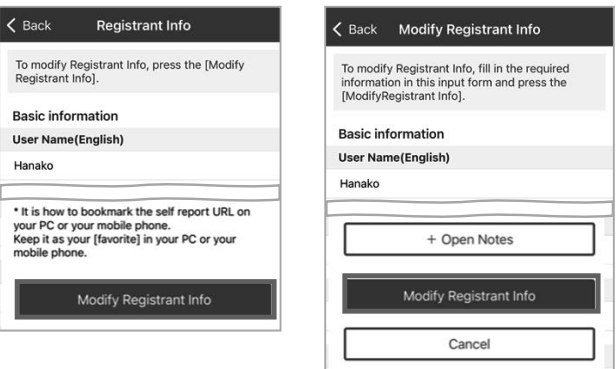 Back
Registrant Info
To modify Registrant Info, press the [Modify
Registrant Info].
Basic information
User Name(English)
Hanako
* It is how to bookmark the self report URL on
your PC or your mobile phone.
Keep it as your [favorite] in your PC or your
mobile phone.
Modify Registrant Info
Back
Modify Registrant Info
To modify Registrant Info, fill in the required
information in this input form and press the
[ModifyRegistrant Info].
Basic information
User Name(English)
Hanako
+ Open Notes
Modify Registrant Info
Cancel